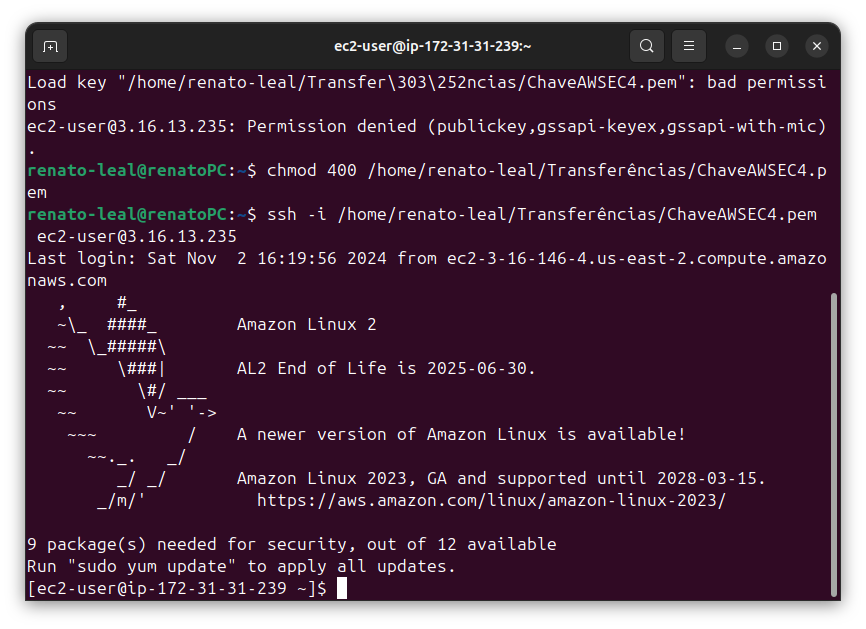 ec2-user@ip-172-31-31-239:~
Load key "/home/renato-leal/Transfer\303\252ncias/ChaveAWSEC4.pem": bad permissi
ons
ec2-user@3.16.13.235: Permission denied (publickey,gssapi-keyex,gssapi-with-mic)
.
renato-leal@renatoPC:~$ chmod 400 /home/renato-leal/Transferências/ChaveAWSEC4.p
em
renato-leal@renatoPC:~$ ssh -i /home/renato-leal/Transferências/ChaveAWSEC4.pem
 ec2-user@3.16.13.235
Last login: Sat Nov  2 16:19:56 2024 from ec2-3-16-146-4.us-east-2.compute.amazo
naws.com
   ,     #_
   ~\_  ####_        Amazon Linux 2
  ~~  \_#####\
  ~~     \###|       AL2 End of Life is 2025-06-30.
  ~~       \#/ ___
   ~~       V~' '->
    ~~~         /    A newer version of Amazon Linux is available!
      ~~._.   _/
         _/ _/       Amazon Linux 2023, GA and supported until 2028-03-15.
       _/m/'           https://aws.amazon.com/linux/amazon-linux-2023/
9 package(s) needed for security, out of 12 available
Run "sudo yum update" to apply all updates.
[ec2-user@ip-172-31-31-239 ~]$